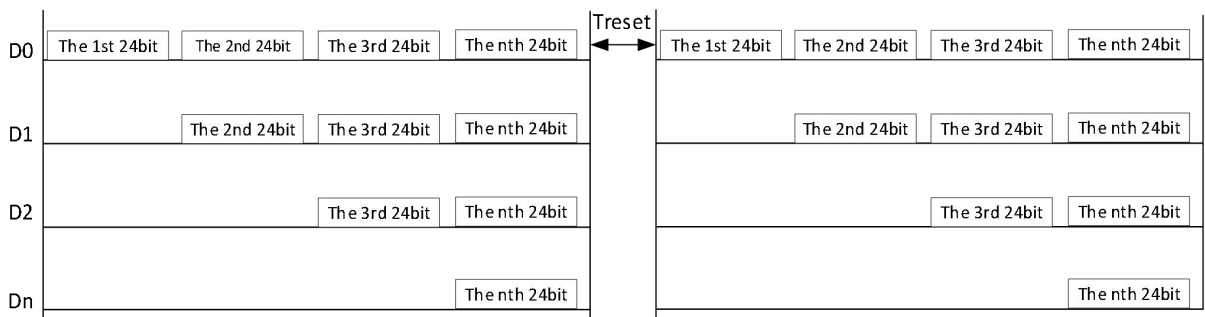 Treset
D0 The 1st 24bit The 2nd 24bit The 3rd 24bit The nth 24bit The 1st 24bit The 2nd 24bit The 3rd 24bit The nth 24bit
D1 The 2nd 24bit The 3rd 24bit The nth 24bit The 2nd 24bit The 3rd 24bit The nth 24bit
D2 The 3rd 24bit The nth 24bit The 3rd 24bit The nth 24bit
Dn The nth 24bit The nth 24bit